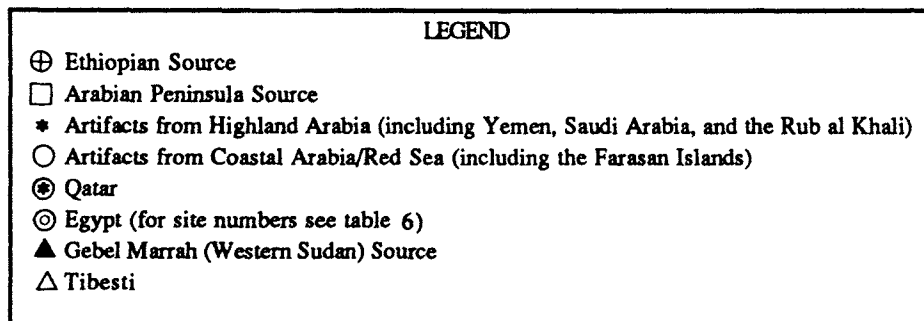 LEGEND
⊕ Ethiopian Source
□ Arabian Peninsula Source
* Artifacts from Highland Arabia (including Yemen, Saudi Arabia, and the Rub al Khali)
○ Artifacts from Coastal Arabia/Red Sea (including the Farasan Islands)
⊛ Qatar
◎ Egypt (for site numbers see table 6)
▲ Gebel Marrah (Western Sudan) Source
△ Tibesti